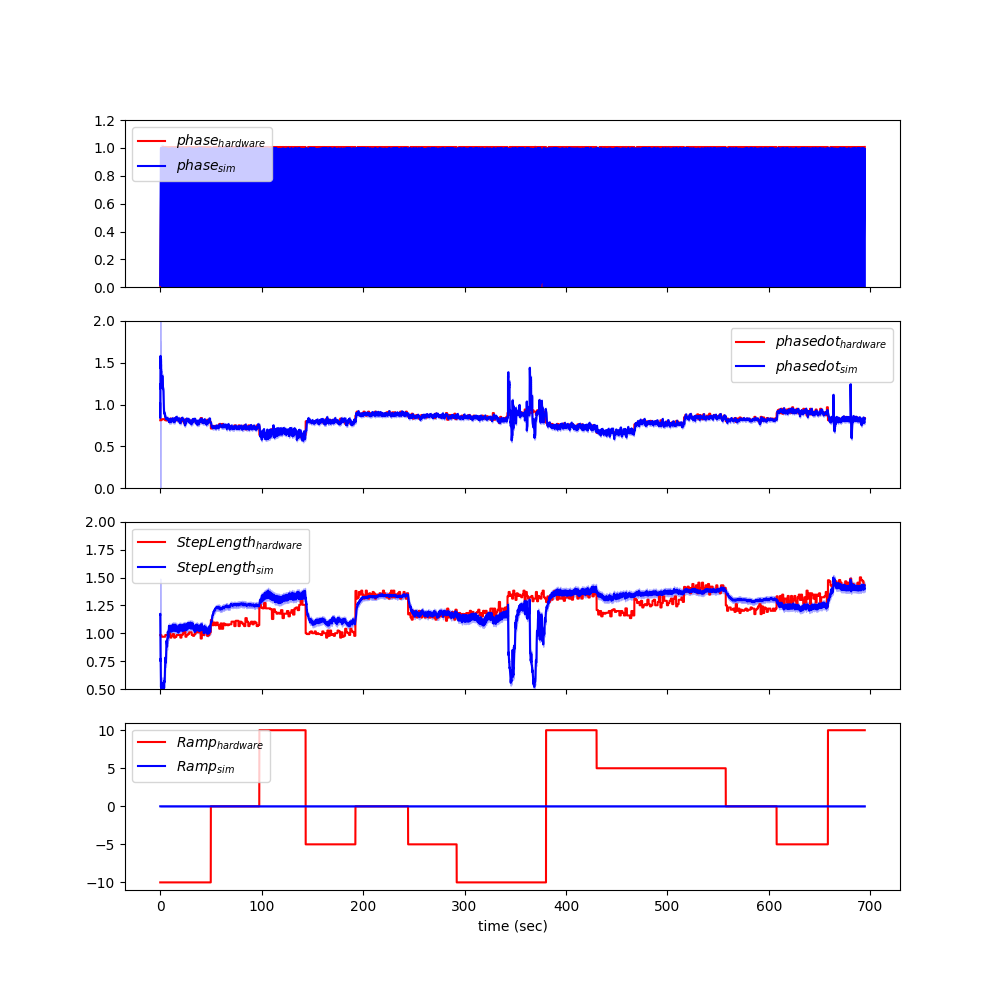 1.2
1.0
0.8
0.6
0.4
0.2
0.0
phase_hardware
phase_sim
2.0
1.5
1.0
0.5
0.0
phasedot_hardware
phasedot_sim
2.00
1.75
1.50
1.25
1.00
0.75
0.50
StepLength_hardware
StepLength_sim
10
5
0
−5
−10
Ramp_hardware
Ramp_sim
0 100 200 300 400 500 600 700
time (sec)